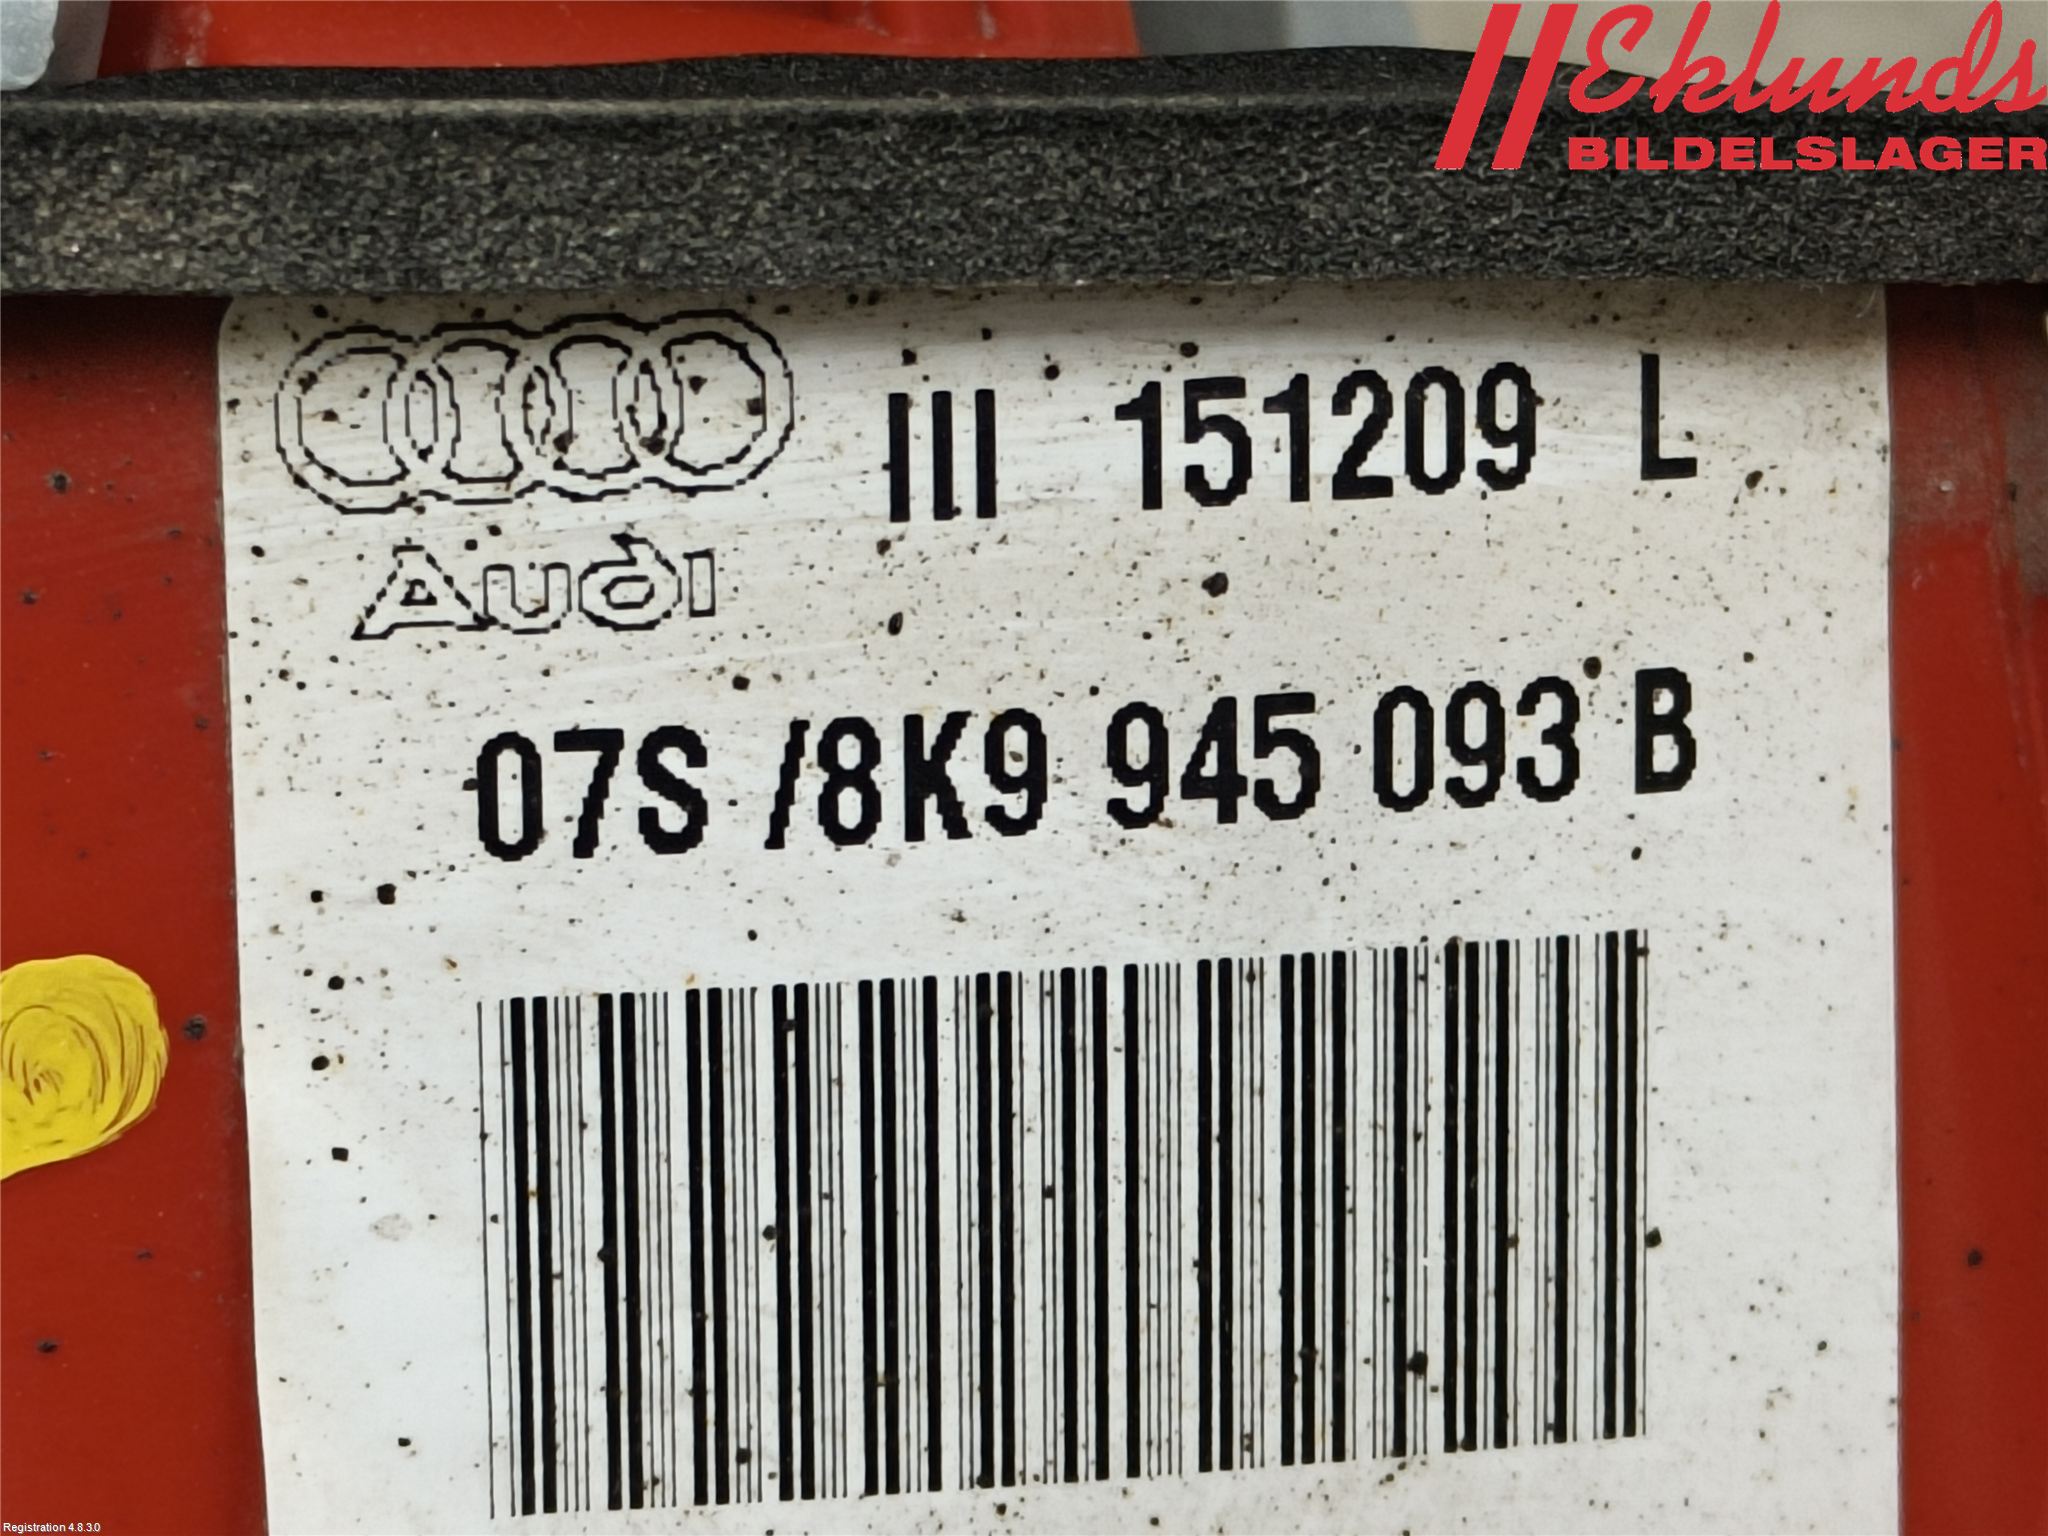 Eklunds
BILDELSLAGER
III 151209 L
Audi
07S /8K9 945 093 B
Registration 4.8.3.0